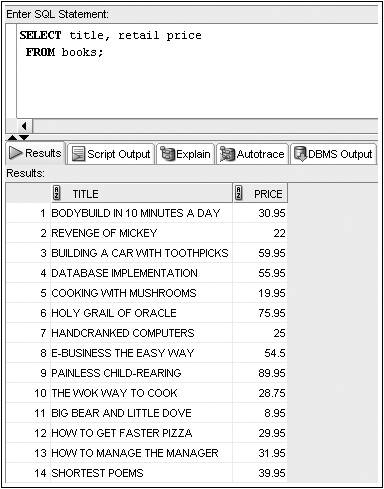 Enter SQL Statement:
SELECT title, retail price
FROM books;
Results Script Output Explain Autotrace DBMS Output
Results:
TITLE PRICE
1 BODYBUILD IN 10 MINUTES A DAY 30.95
2 REVENGE OF MICKEY 22
3 BUILDING A CAR WITH TOOTHPICKS 59.95
4 DATABASE IMPLEMENTATION 55.95
5 COOKING WITH MUSHROOMS 19.95
6 HOLY GRAIL OF ORACLE 75.95
7 HANDCRANKED COMPUTERS 25
8 E-BUSINESS THE EASY WAY 54.5
9 PAINLESS CHILD-REARING 89.95
10 THE WOK WAY TO COOK 28.75
11 BIG BEAR AND LITTLE DOVE 8.95
12 HOW TO GET FASTER PIZZA 29.95
13 HOW TO MANAGE THE MANAGER 31.95
14 SHORTEST POEMS 39.95